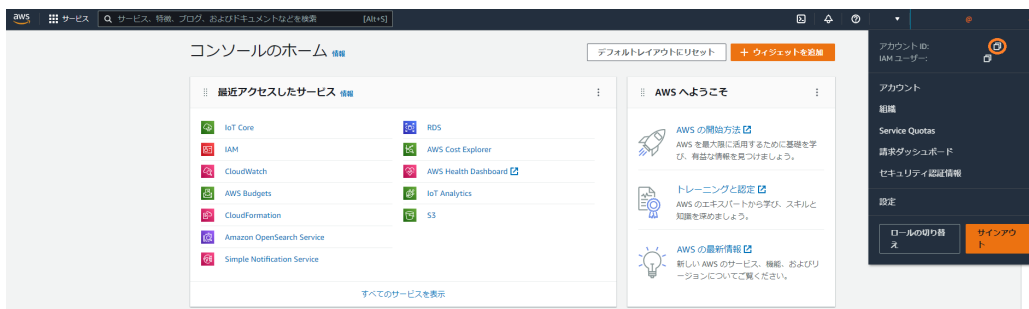 aws サービス サービス、特徴、ブログ、およびドキュメントなどを検索 [Alt+S] @
コンソールのホーム 情報
デフォルトレイアウトにリセット
+ ウィジェットを追加
最近アクセスしたサービス 情報
IoT Core
IAM
CloudWatch
AWS Budgets
CloudFormation
Amazon OpenSearch Service
Simple Notification Service
RDS
AWS Cost Explorer
AWS Health Dashboard
IoT Analytics
S3
すべてのサービスを表示
AWS へようこそ
AWS の開始方法
AWS を最大限に活用するために基礎を学
び、有益な情報を見つけましょう。
トレーニングと認定
AWS のエキスパートから学び、スキルと
知識を深めましょう。
AWS の最新情報
新しい AWS のサービス、機能、およびリ
ージョンについてご覧ください。
アカウント ID:
IAM ユーザー:
アカウント
組織
Service Quotas
請求ダッシュボード
セキュリティ認証情報
設定
ロールの切り替
え
サインアウ
ト